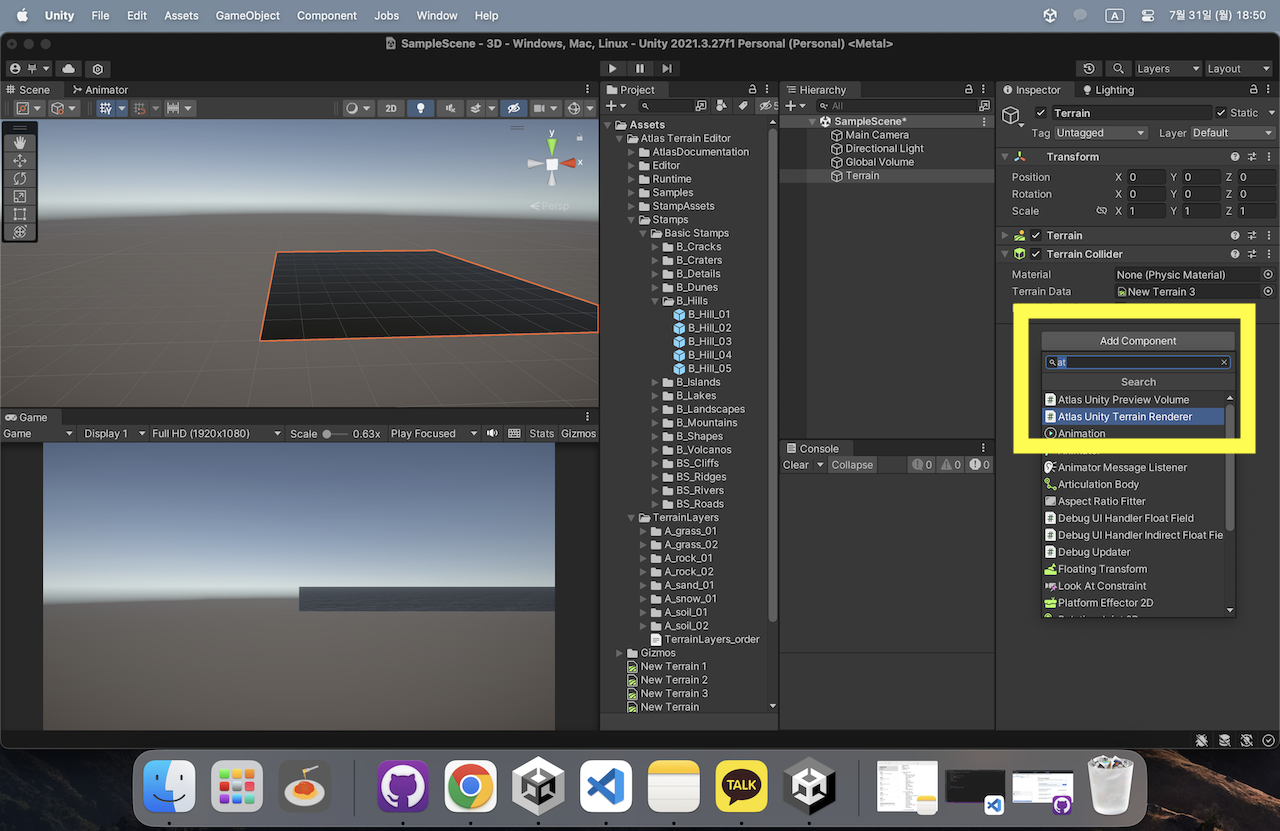 Unity File Edit Assets GameObject Component Jobs Window Help A 7월 31일 (월) 18:50
SampleScene - 3D - Windows, Mac, Linux - Unity 2021.3.27f1 Personal (Personal) <Metal>
Layers Layout
Scene Animator
2D
y
x
Persp
Game
Game Display 1 Full HD (1920x1080) Scale 0.63x Play Focused Stats Gizmos
Project
5
Assets
Atlas Terrain Editor
AtlasDocumentation
Editor
Runtime
Samples
StampAssets
Stamps
Basic Stamps
B_Cracks
B_Craters
B_Details
B_Dunes
B_Hills
B_Hill_01
B_Hill_02
B_Hill_03
B_Hill_04
B_Hill_05
B_Islands
B_Lakes
B_Landscapes
B_Mountains
B_Shapes
B_Volcanos
BS_Cliffs
BS_Ridges
BS_Rivers
BS_Roads
TerrainLayers
A_grass_01
A_grass_02
A_rock_01
A_rock_02
A_sand_01
A_snow_01
A_soil_01
A_soil_02
TerrainLayers_order
Gizmos
New Terrain 1
New Terrain 2
New Terrain 3
New Terrain
Hierarchy
All
SampleScene*
Main Camera
Directional Light
Global Volume
Terrain
Console
Clear Collapse 0 0 0
Inspector Lighting
Terrain Static
Tag Untagged Layer Default
Transform
Position X 0 Y 0 Z 0
Rotation X 0 Y 0 Z 0
Scale X 1 Y 1 Z 1
Terrain
Terrain Collider
Material None (Physic Material)
Terrain Data New Terrain 3
Add Component
at
Search
Atlas Unity Preview Volume
Atlas Unity Terrain Renderer
Animation
Animator Message Listener
Articulation Body
Aspect Ratio Fitter
Debug UI Handler Float Field
Debug UI Handler Indirect Float Fie
Debug Updater
Floating Transform
Look At Constraint
Platform Effector 2D
TALK